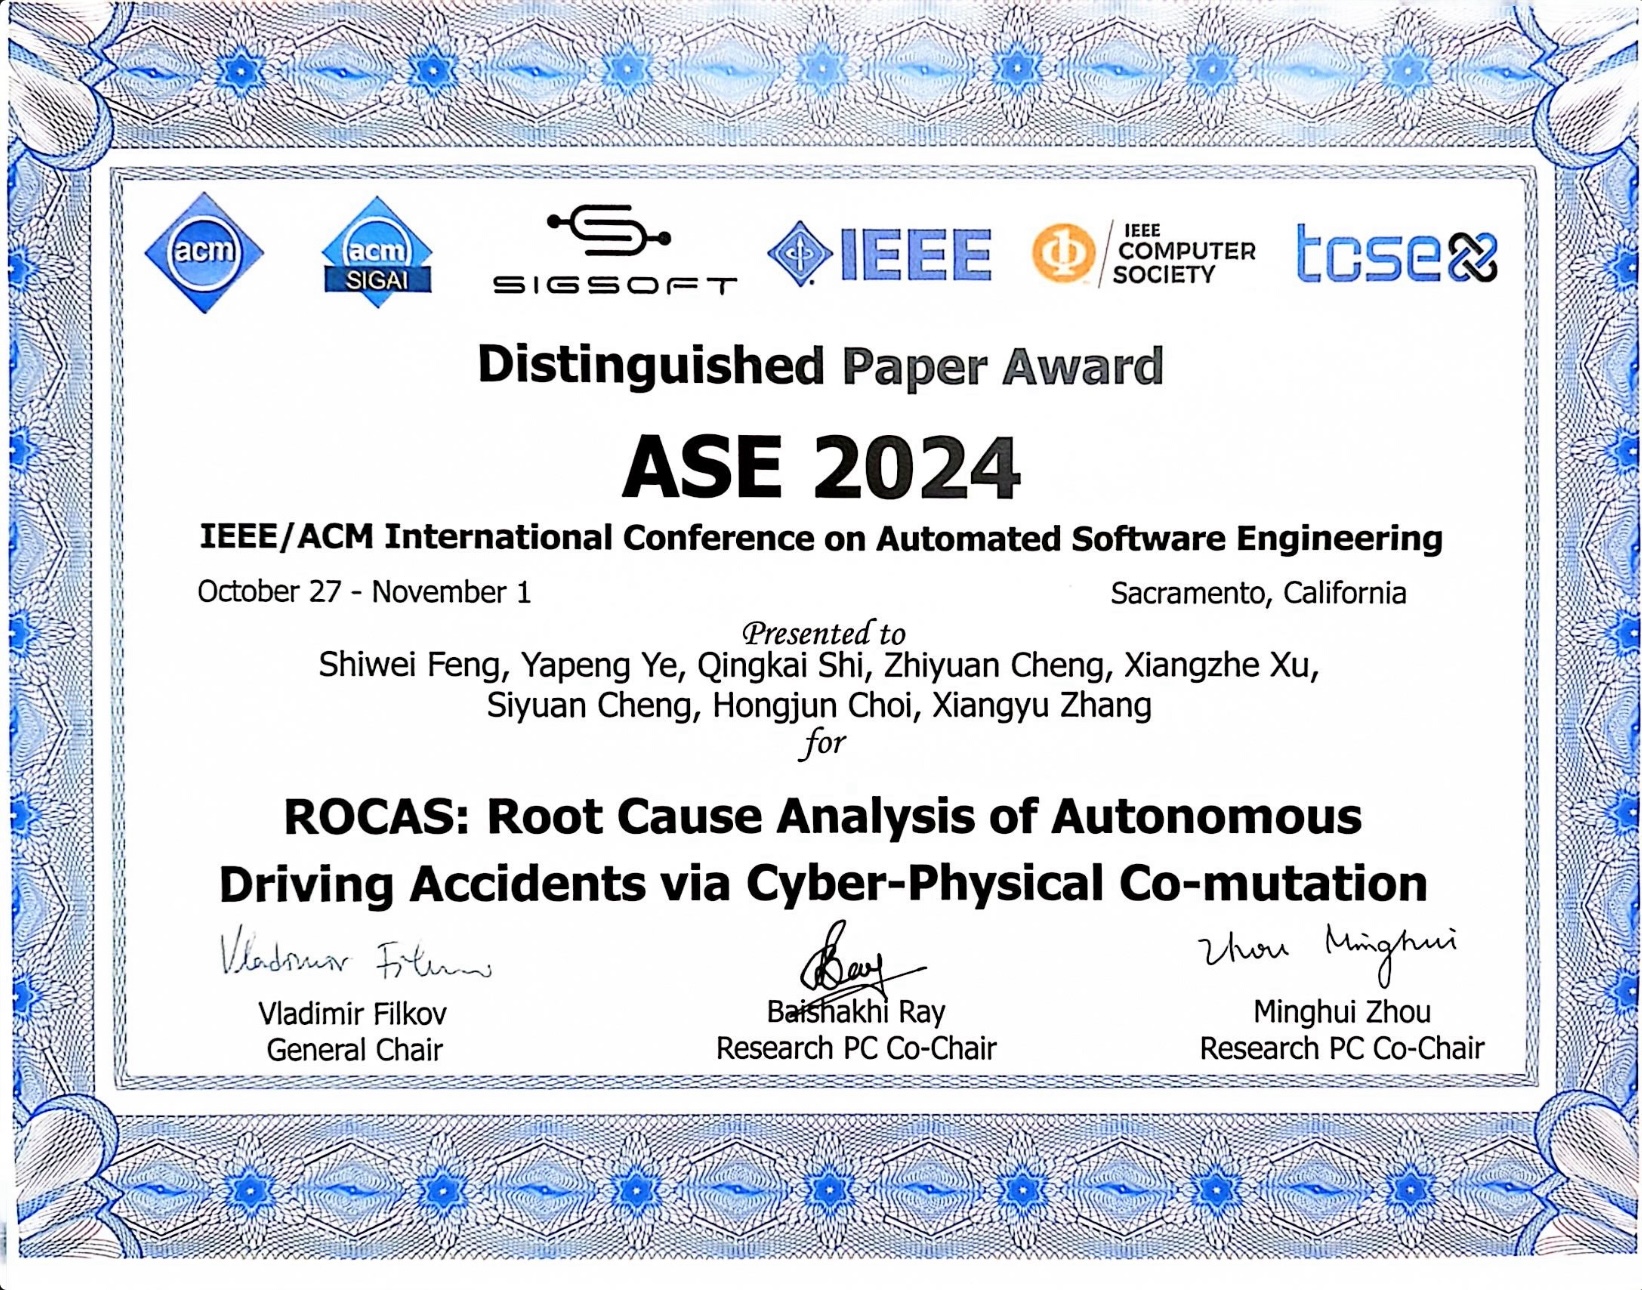 acm
acm
SIGAI
SIGSOFT
IEEE
IEEE
COMPUTER
SOCIETY
tcse
Distinguished Paper Award
ASE 2024
IEEE/ACM International Conference on Automated Software Engineering
October 27 - November 1
Sacramento, California
Presented to
Shiwei Feng, Yapeng Ye, Qingkai Shi, Zhiyuan Cheng, Xiangzhe Xu,
Siyuan Cheng, Hongjun Choi, Xiangyu Zhang
for
ROCAS: Root Cause Analysis of Autonomous
Driving Accidents via Cyber-Physical Co-mutation
Vladimir Filkov
Ray
Zhou Minghui
Vladimir Filkov
General Chair
Baishakhi Ray
Research PC Co-Chair
Minghui Zhou
Research PC Co-Chair